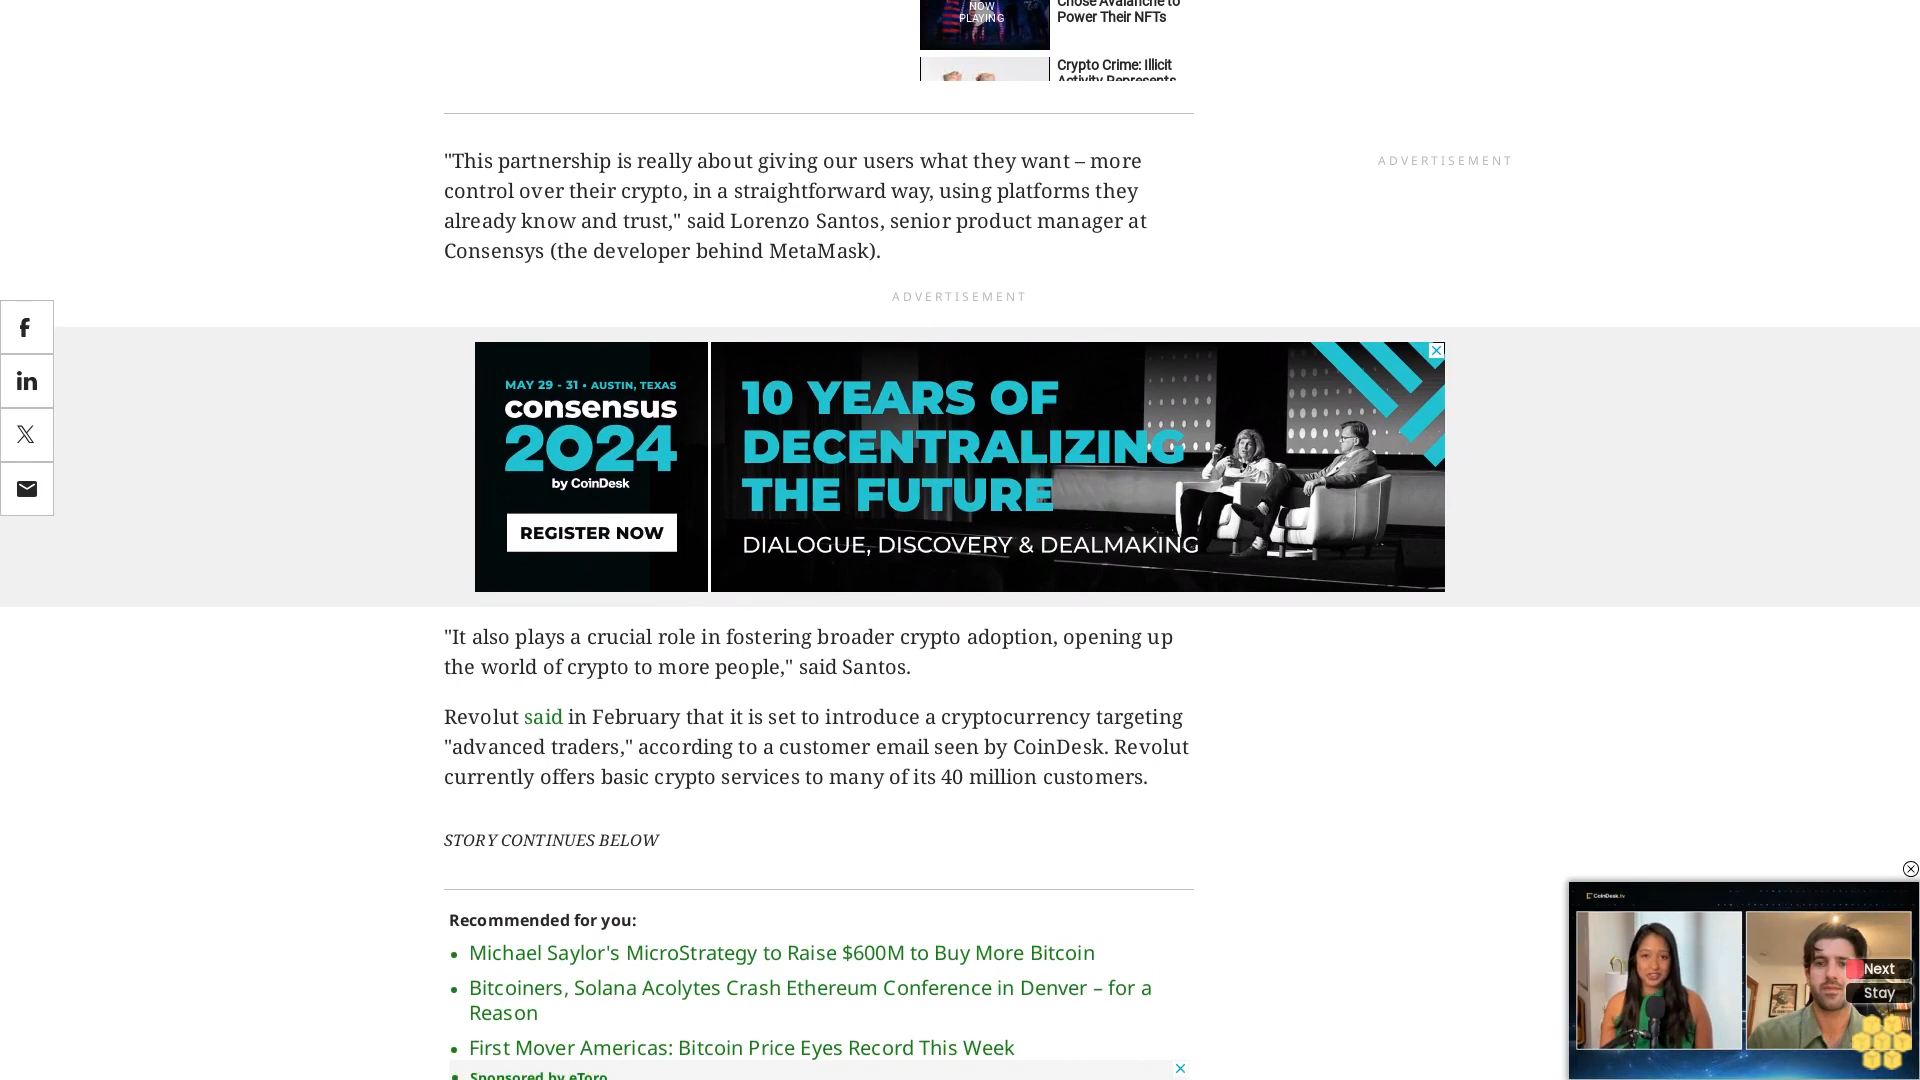 NOW
PLAYING
Chose Avalanche to
Power Their NFTs
Crypto Crime: Illicit
Activity Represents
"This partnership is really about giving our users what they want – more
control over their crypto, in a straightforward way, using platforms they
already know and trust," said Lorenzo Santos, senior product manager at
Consensys (the developer behind MetaMask).
ADVERTISEMENT
ADVERTISEMENT
MAY 29 - 31 • AUSTIN, TEXAS
consensus
2024
by CoinDesk
REGISTER NOW
10 YEARS OF
DECENTRALIZING
THE FUTURE
DIALOGUE, DISCOVERY & DEALMAKING
"It also plays a crucial role in fostering broader crypto adoption, opening up
the world of crypto to more people," said Santos.
Revolut said in February that it is set to introduce a cryptocurrency targeting
"advanced traders," according to a customer email seen by CoinDesk. Revolut
currently offers basic crypto services to many of its 40 million customers.
STORY CONTINUES BELOW
Recommended for you:
• Michael Saylor's MicroStrategy to Raise $600M to Buy More Bitcoin
• Bitcoiners, Solana Acolytes Crash Ethereum Conference in Denver – for a
Reason
• First Mover Americas: Bitcoin Price Eyes Record This Week
• Sponsored by eToro
CoinDesk.tv
Next
Stay